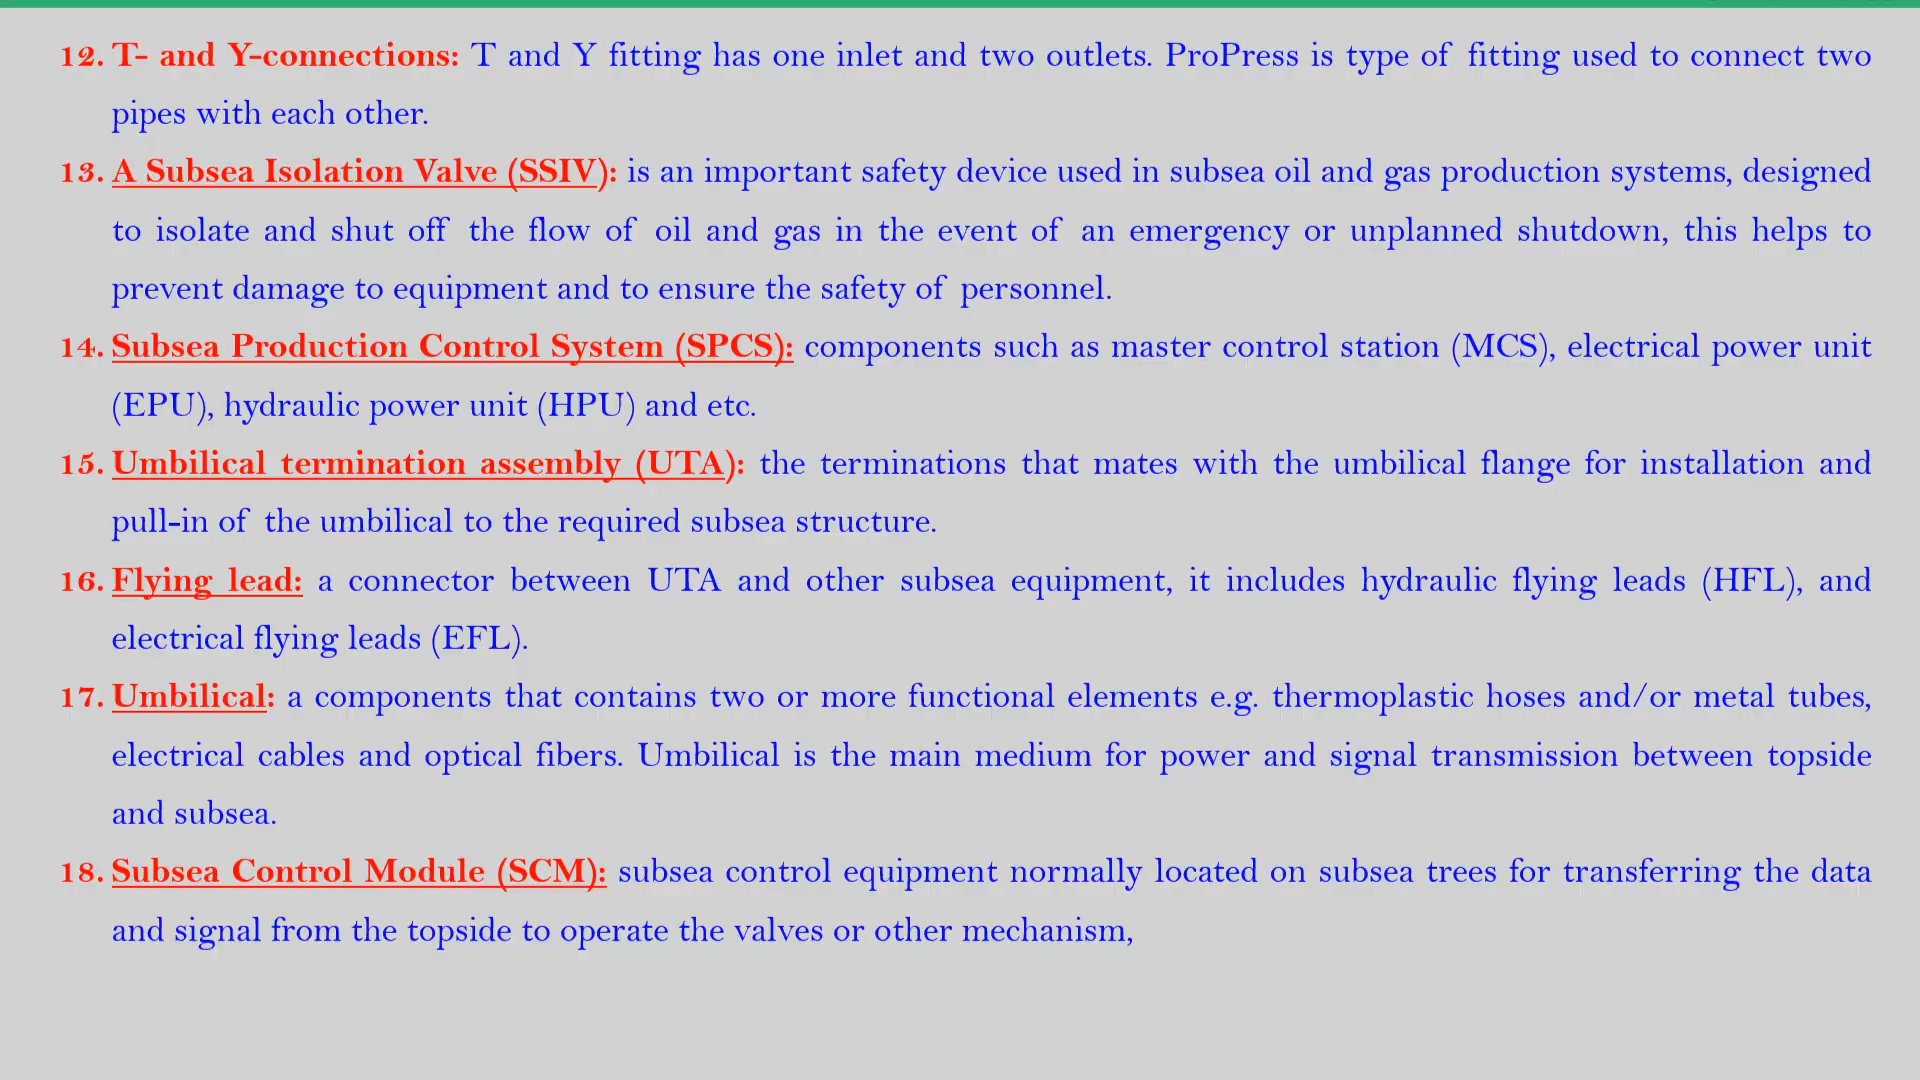 12. T- and Y-connections: T and Y fitting has one inlet and two outlets. ProPress is type of fitting used to connect two
pipes with each other.
13. A Subsea Isolation Valve (SSIV): is an important safety device used in subsea oil and gas production systems, designed
to isolate and shut off the flow of oil and gas in the event of an emergency or unplanned shutdown, this helps to
prevent damage to equipment and to ensure the safety of personnel.
14. Subsea Production Control System (SPCS): components such as master control station (MCS), electrical power unit
(EPU), hydraulic power unit (HPU) and etc.
15. Umbilical termination assembly (UTA): the terminations that mates with the umbilical flange for installation and
pull-in of the umbilical to the required subsea structure.
16. Flying lead: a connector between UTA and other subsea equipment, it includes hydraulic flying leads (HFL), and
electrical flying leads (EFL).
17. Umbilical: a components that contains two or more functional elements e.g. thermoplastic hoses and/or metal tubes,
electrical cables and optical fibers. Umbilical is the main medium for power and signal transmission between topside
and subsea.
18. Subsea Control Module (SCM): subsea control equipment normally located on subsea trees for transferring the data
and signal from the topside to operate the valves or other mechanism,